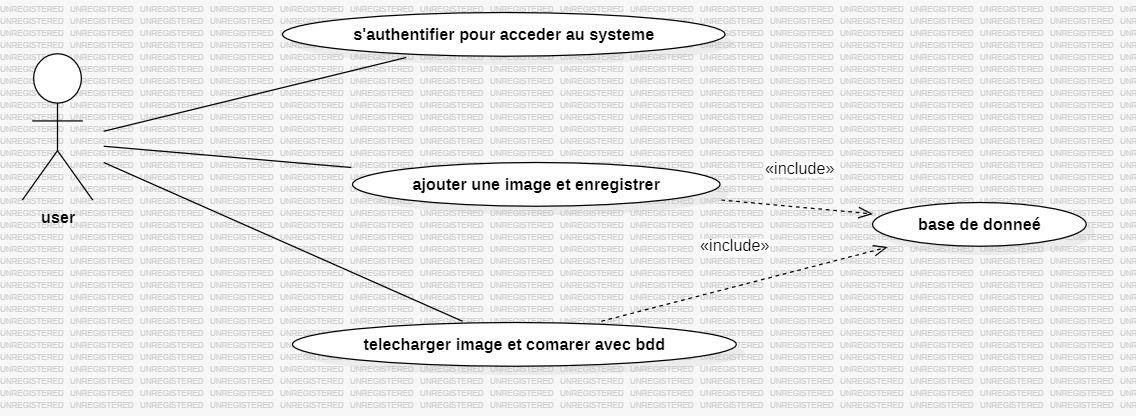 s'authentifier pour acceder au systeme
«include»
ajouter une image et enregistrer
user
base de donneé
«include»
telecharger image et comarer avec bdd
UNREGISTERED